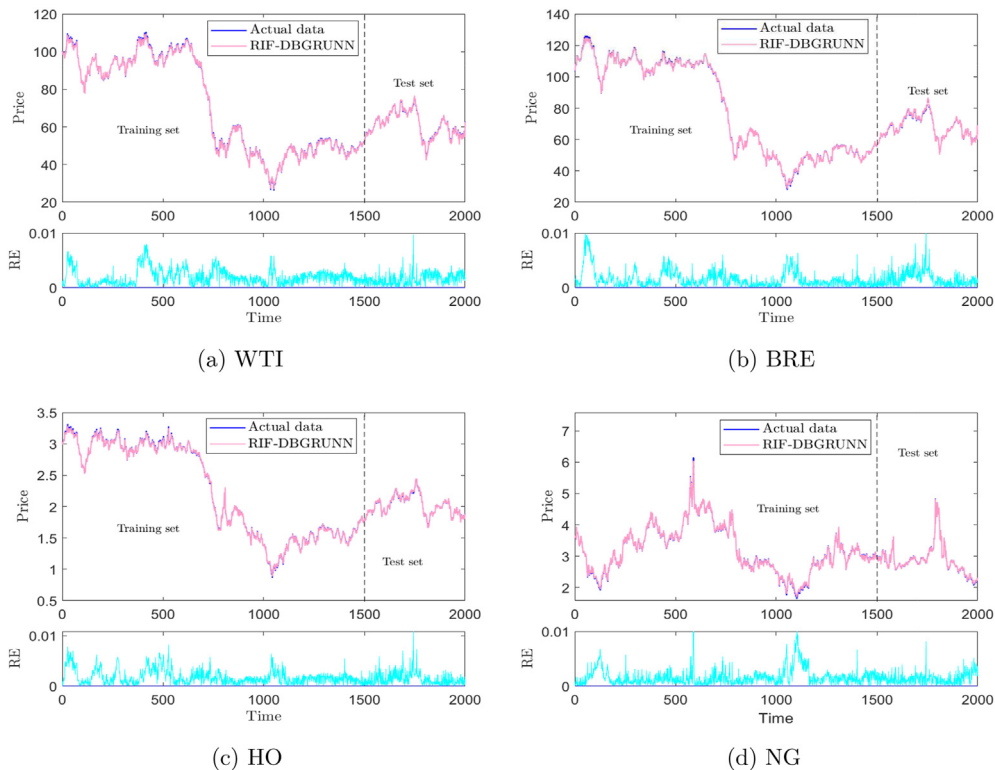 120
100
80
60
40
20
Price
Actual data
RIF-DBGRUNN
Training set
Test set
0 500 1000 1500 2000
0.01
0
RE
0 500 1000 1500 2000
Time
(a) WTI
140
120
100
80
60
40
20
Price
Actual data
RIF-DBGRUNN
Training set
Test set
0 500 1000 1500 2000
0.01
0
RE
0 500 1000 1500 2000
Time
(b) BRE
3.5
3
2.5
2
1.5
1
0.5
Price
Actual data
RIF-DBGRUNN
Training set
Test set
0 500 1000 1500 2000
0.01
0
RE
0 500 1000 1500 2000
Time
(c) HO
7
6
5
4
3
2
Price
Actual data
RIF-DBGRUNN
Training set
Test set
0 500 1000 1500 2000
0.01
0
RE
0 500 1000 1500 2000
Time
(d) NG